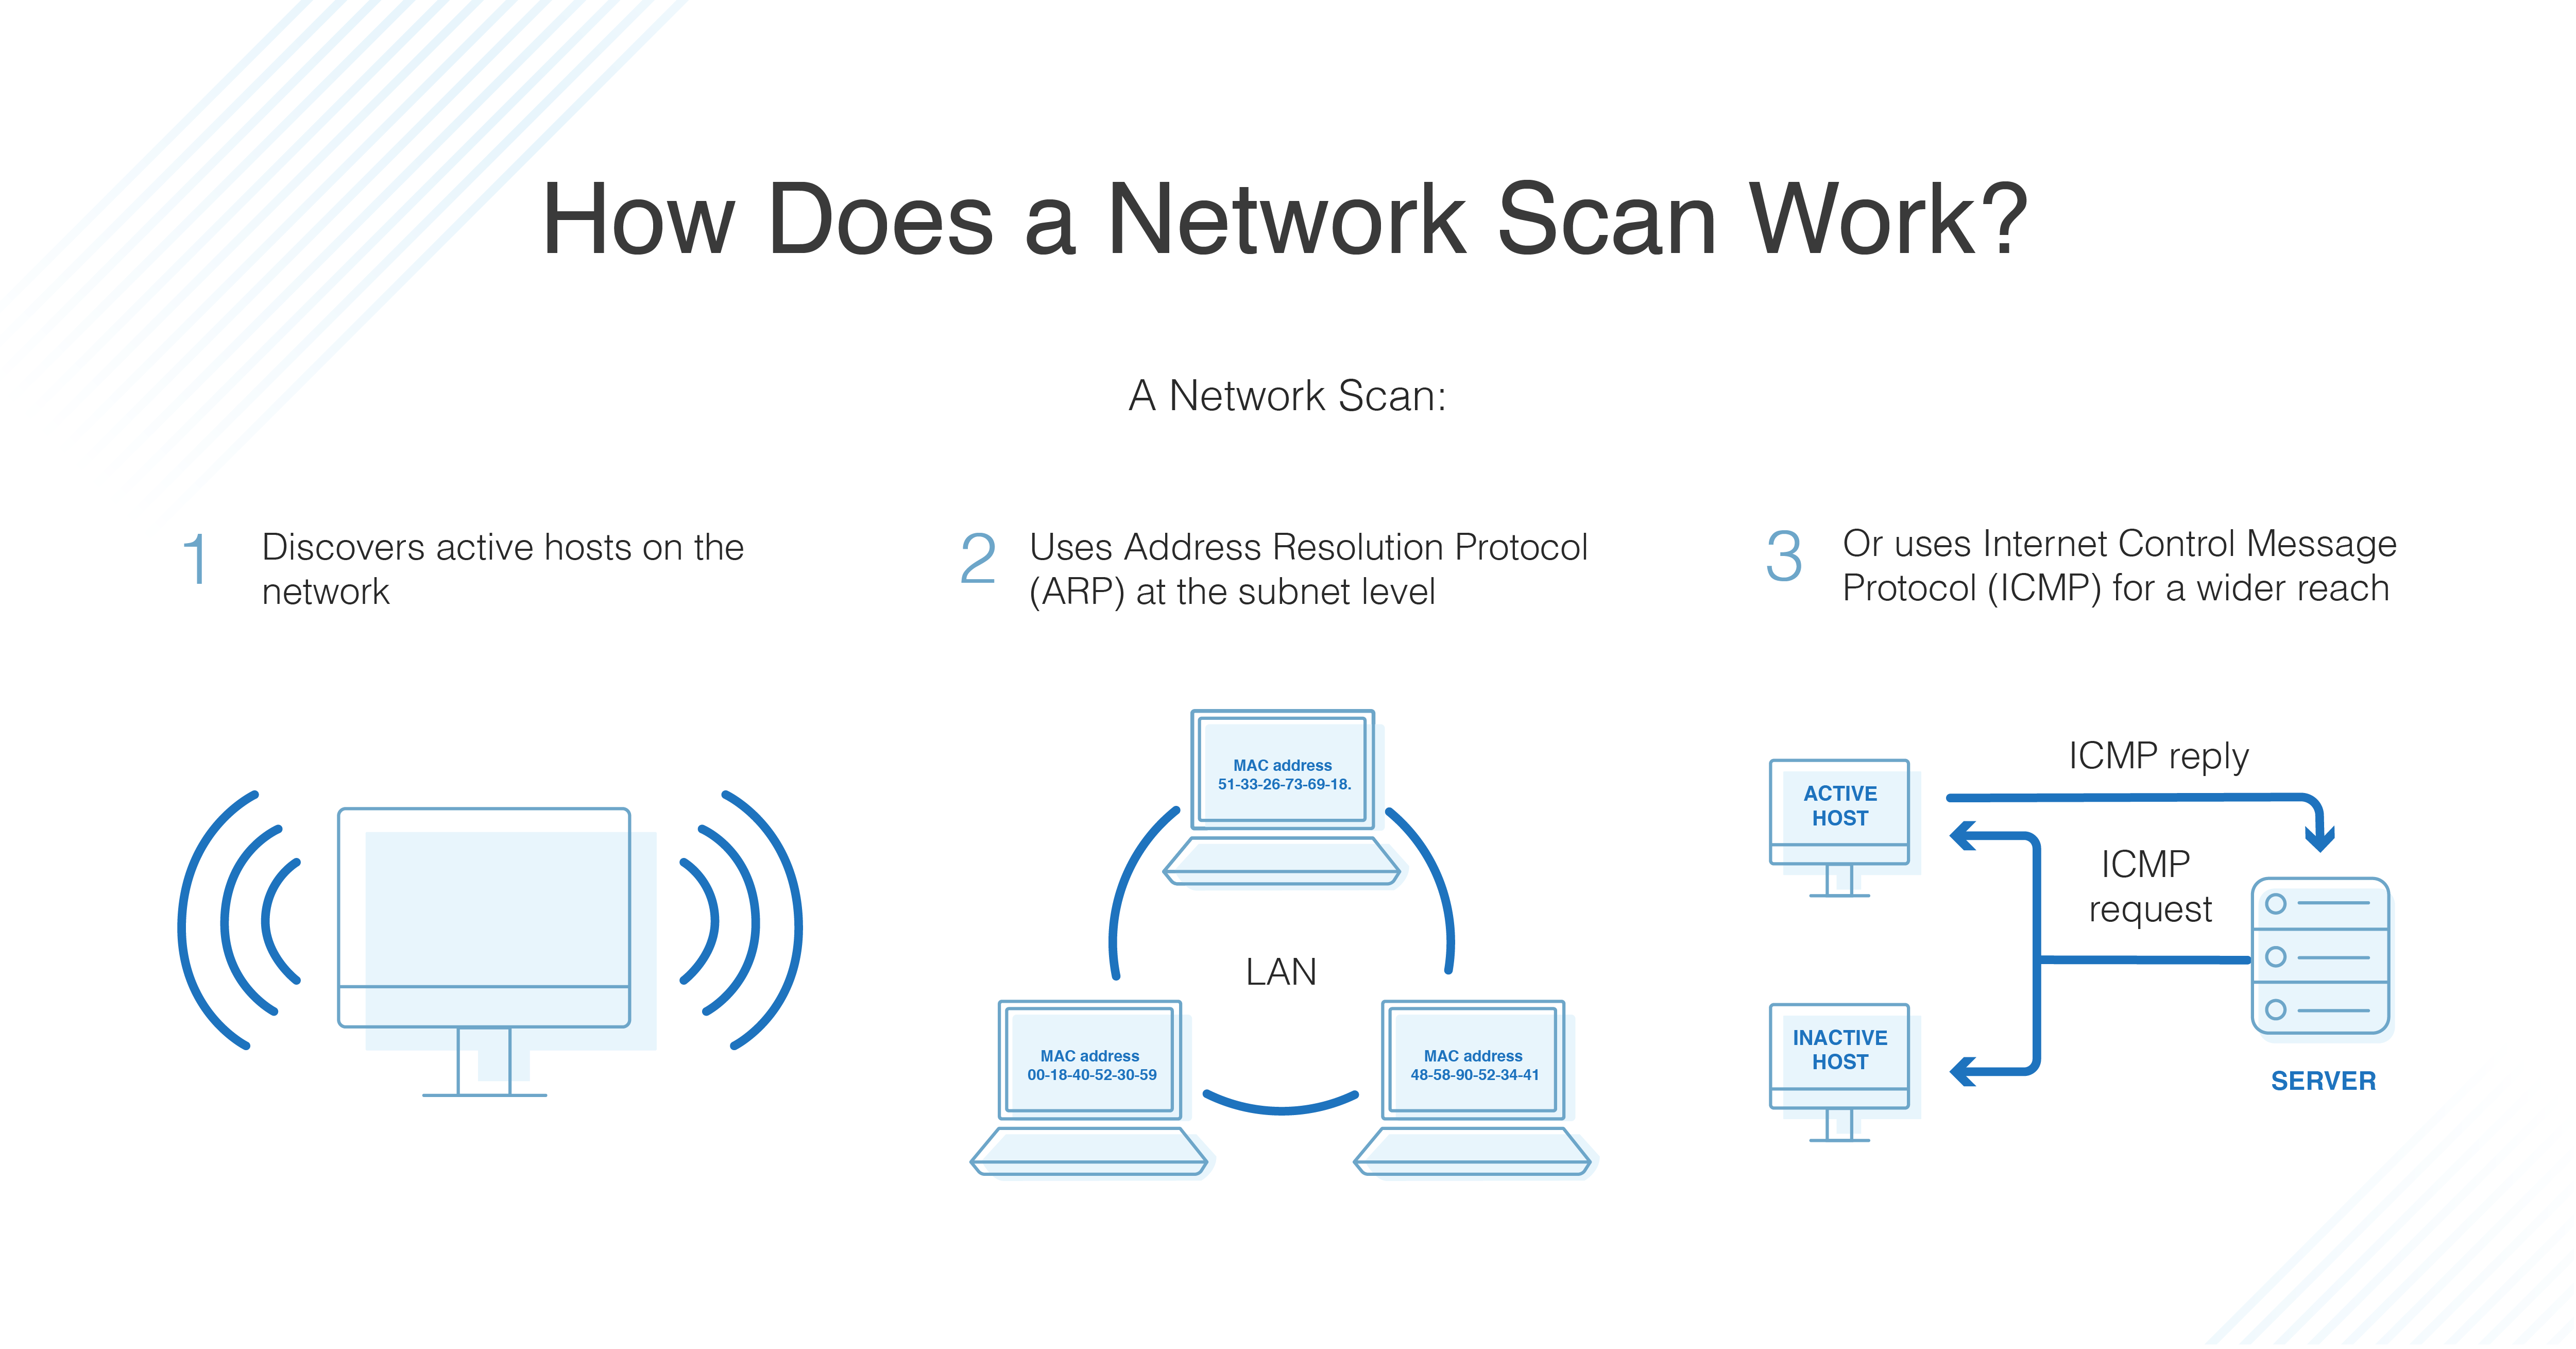 How Does a Network Scan Work?
A Network Scan:
1
Discovers active hosts on the
network
2
Uses Address Resolution Protocol
(ARP) at the subnet level
3
Or uses Internet Control Message
Protocol (ICMP) for a wider reach
MAC address
51-33-26-73-69-18.
LAN
MAC address
00-18-40-52-30-59
MAC address
48-58-90-52-34-41
ICMP reply
ACTIVE
HOST
ICMP
request
INACTIVE
HOST
SERVER